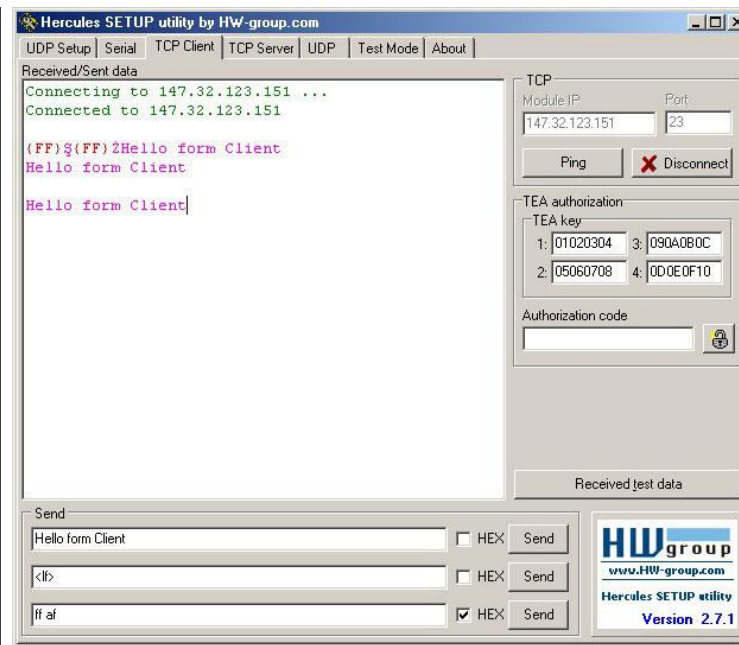 Hercules SETUP utility by HW-group.com
UDP Setup Serial TCP Client TCP Server UDP Test Mode About
Received/Sent data
Connecting to 147.32.123.151 ...
Connected to 147.32.123.151
{FF}Ş{FF}ŽHello form Client
Hello form Client
Hello form Client
TCP
Module IP Port
147.32.123.151 23
Ping Disconnect
TEA authorization
TEA key
1: 01020304 3: 090A0B0C
2: 05060708 4: 0D0E0F10
Authorization code
Received test data
Send
Hello form Client HEX Send
<lf> HEX Send
ff af HEX Send
HW group
www.HW-group.com
Hercules SETUP utility
Version 2.7.1